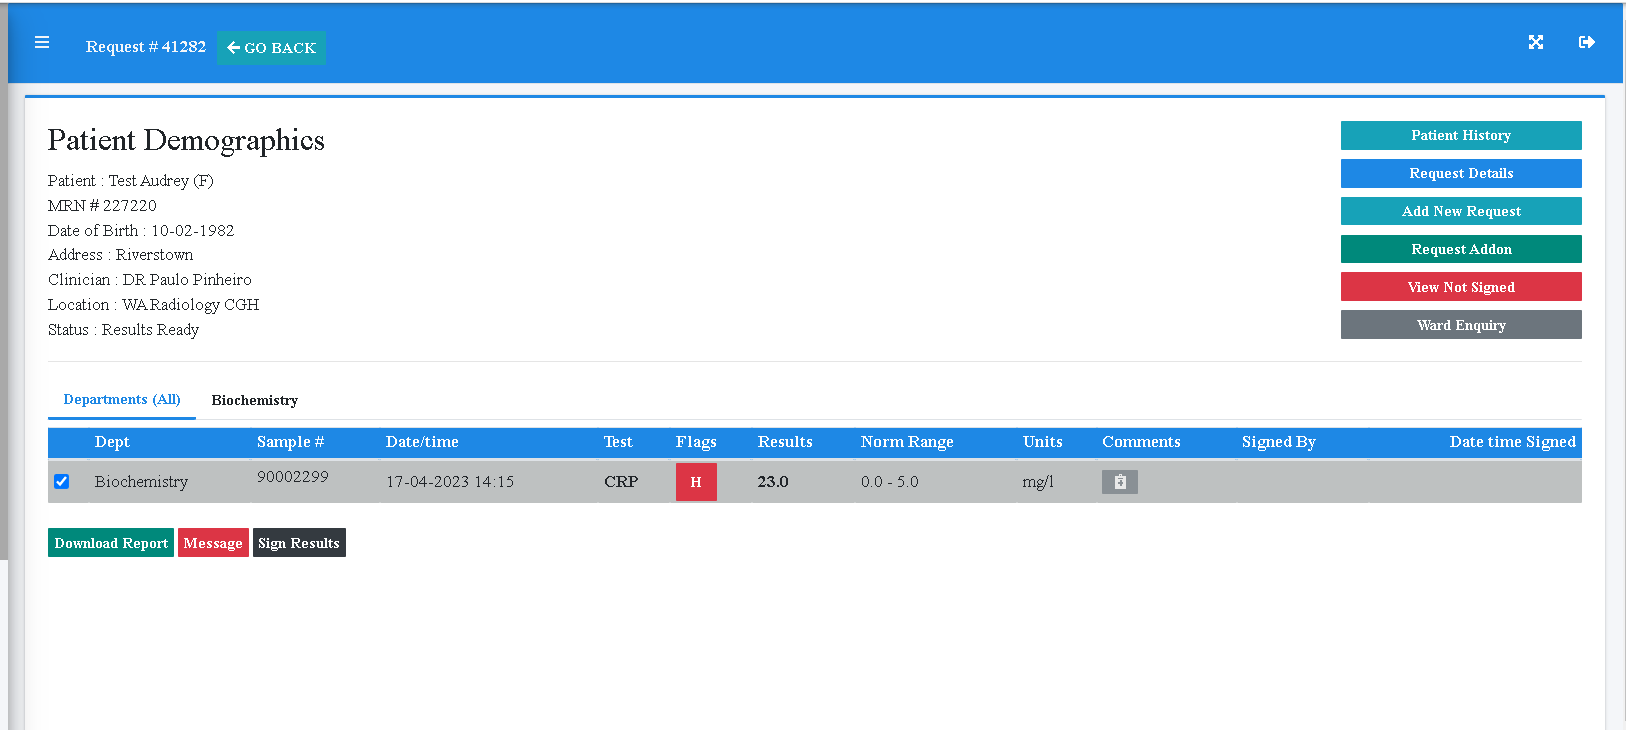 Request # 41282 GO BACK
Patient Demographics
Patient : Test Audrey (F)
MRN # 227220
Date of Birth : 10-02-1982
Address : Riverstown
Clinician : DR Paulo Pinheiro
Location : WA Radiology CGH
Status : Results Ready
Patient History
Request Details
Add New Request
Request Addon
View Not Signed
Ward Enquiry
Departments (All) Biochemistry
Dept Sample # Date/time Test Flags Results Norm Range Units Comments Signed By Date time Signed
Biochemistry 90002299 17-04-2023 14:15 CRP H 23.0 0.0 - 5.0 mg/l
Download Report Message Sign Results